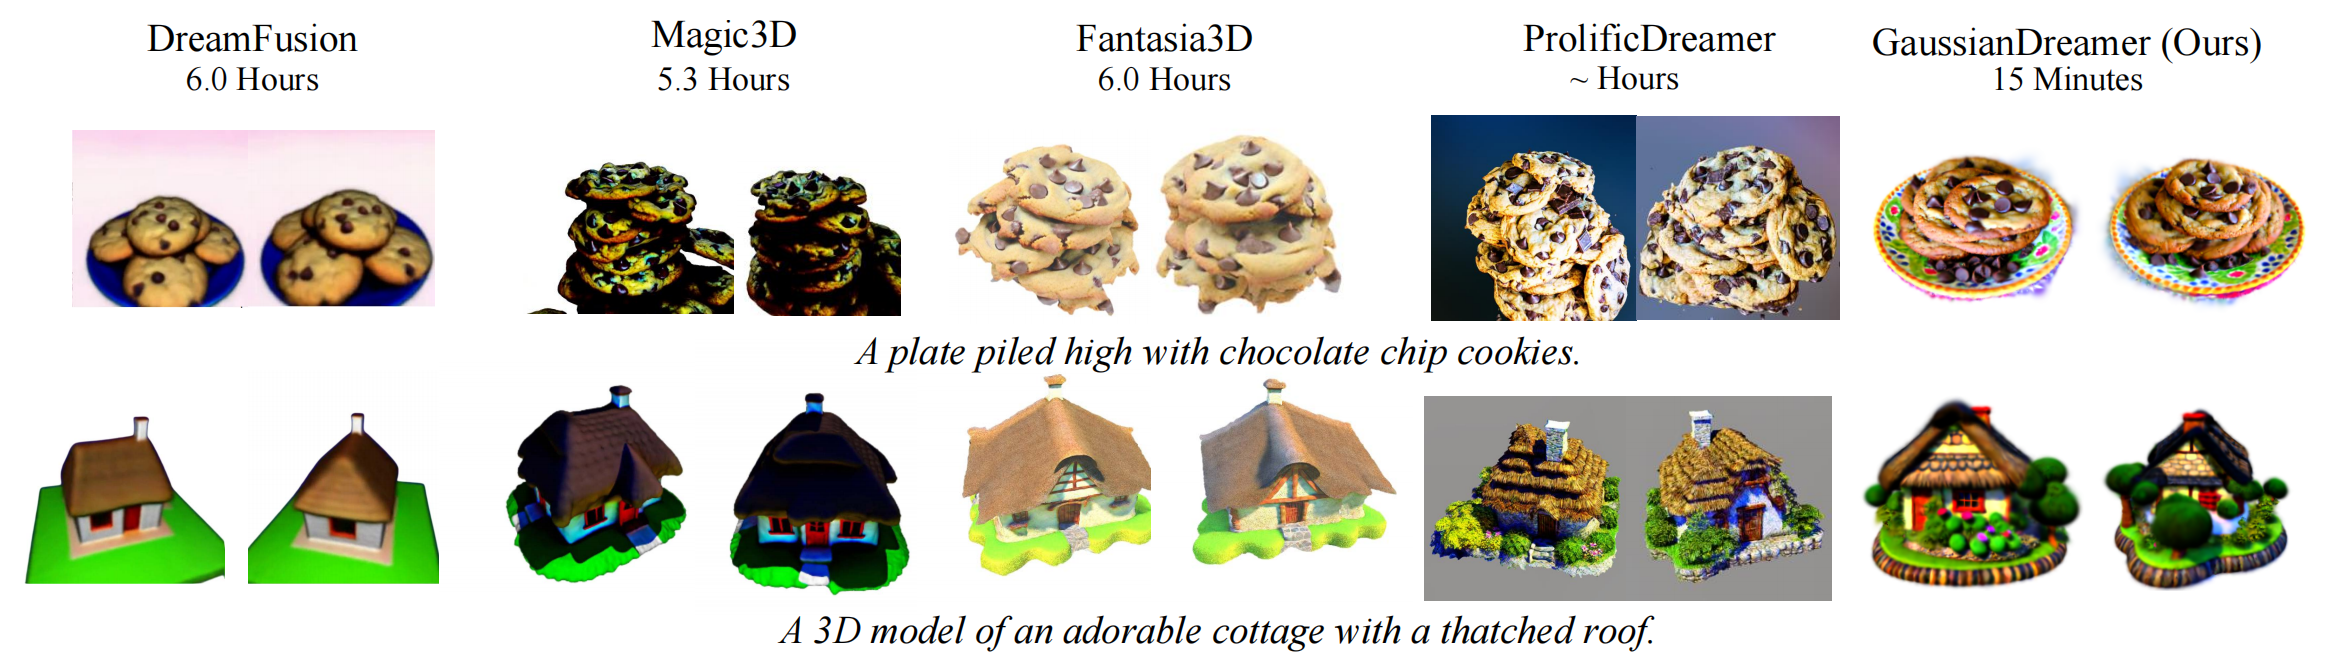 DreamFusion
6.0 Hours
Magic3D
5.3 Hours
Fantasia3D
6.0 Hours
ProlificDreamer
~ Hours
GaussianDreamer (Ours)
15 Minutes
A plate piled high with chocolate chip cookies.
A 3D model of an adorable cottage with a thatched roof.